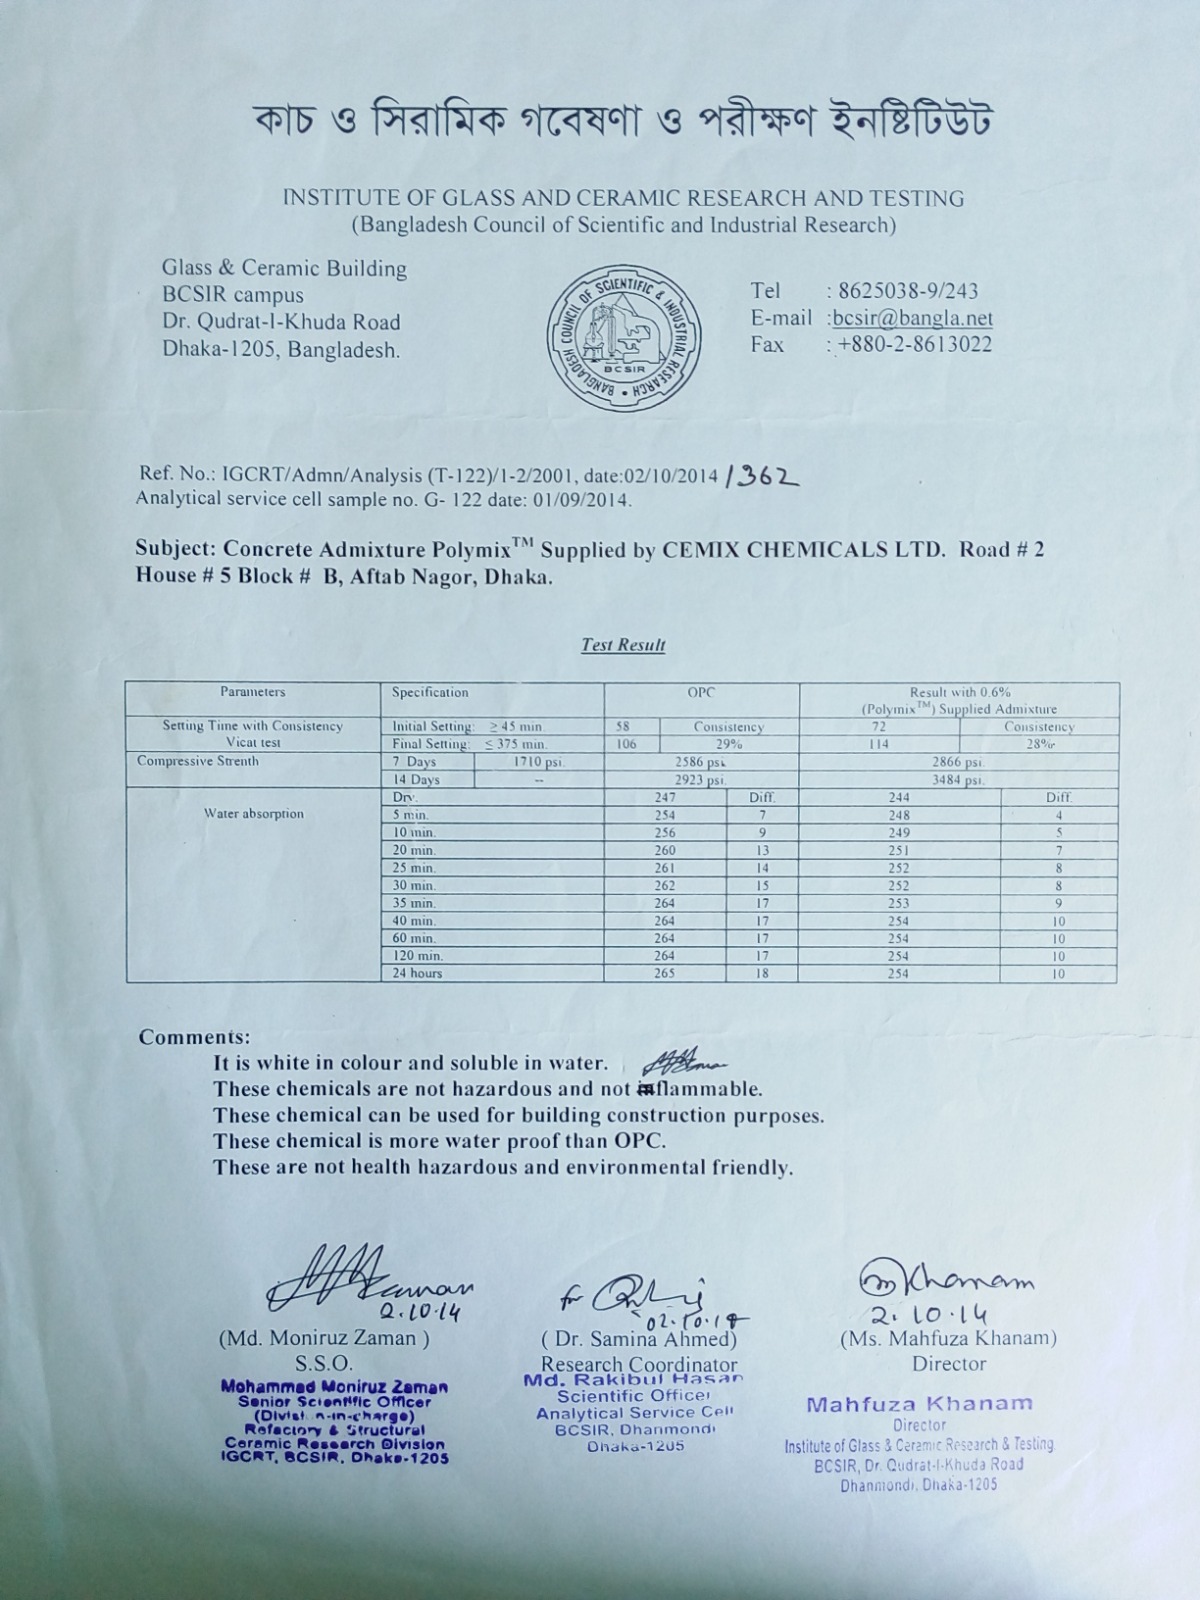 কাচ ও সিরামিক গবেষণা ও পরীক্ষণ ইনষ্টিটিউট
INSTITUTE OF GLASS AND CERAMIC RESEARCH AND TESTING
(Bangladesh Council of Scientific and Industrial Research)
Glass & Ceramic Building
BCSIR campus
Dr. Qudrat-I-Khuda Road
Dhaka-1205, Bangladesh.
BANGLADESH COUNCIL OF SCIENTIFIC & INDUSTRIAL RESEARCH
BCSIR
Tel : 8625038-9/243
E-mail :bcsir@bangla.net
Fax : +880-2-8613022
Ref. No.: IGCRT/Admn/Analysis (T-122)/1-2/2001, date:02/10/2014 /362
Analytical service cell sample no. G- 122 date: 01/09/2014.
Subject: Concrete Admixture Polymix™ Supplied by CEMIX CHEMICALS LTD. Road # 2
House # 5 Block # B, Aftab Nagor, Dhaka.
Test Result
Parameters Specification OPC Result with 0.6%
(Polymix™) Supplied Admixture
Setting Time with Consistency Initial Setting: ≥ 45 min 58 Consistency 72 Consistency
Vicat test Final Setting: ≤ 375 min. 106 29% 114 28%
Compressive Strenth 7 Days 1710 psi. 2586 psi. 2866 psi.
14 Days -- 2923 psi. 3484 psi.
Dry. 247 Diff. 244 Diff.
Water absorption 5 min. 254 7 248 4
10 min. 256 9 249 5
20 min. 260 13 251 7
25 min. 261 14 252 8
30 min. 262 15 252 8
35 min. 264 17 253 9
40 min. 264 17 254 10
60 min. 264 17 254 10
120 min. 264 17 254 10
24 hours 265 18 254 10
Comments:
It is white in colour and soluble in water.
These chemicals are not hazardous and not flammable.
These chemical can be used for building construction purposes.
These chemical is more water proof than OPC.
These are not health hazardous and environmental friendly.
2.10.14
(Md. Moniruz Zaman )
S.S.O.
Mohammad Moniruz Zaman
Senior Scientific Officer
(Division-in-charge)
Refactory & Structural
Ceramic Research Division
IGCRT, BCSIR, Dhaka-1205
for
02.10.14
( Dr. Samina Ahmed)
Research Coordinator
Md. Rakibul Hasan
Scientific Officer
Analytical Service Cell
BCSIR, Dhanmondi
Dhaka-1205
Khanam
2.10.14
(Ms. Mahfuza Khanam)
Director
Mahfuza Khanam
Director
Institute of Glass & Ceramic Research & Testing
BCSIR, Dr. Qudrat-I-Khuda Road
Dhanmondi, Dhaka-1205